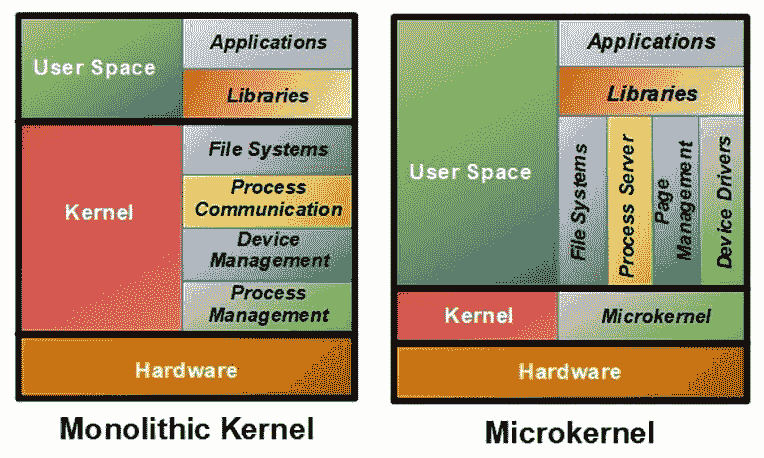 User Space
Applications
Libraries
Kernel
File Systems
Process
Communication
Device
Management
Process
Management
Hardware
Monolithic Kernel
User Space
Applications
Libraries
File Systems
Process Server
Page
Management
Device Drivers
Kernel
Microkernel
Hardware
Microkernel